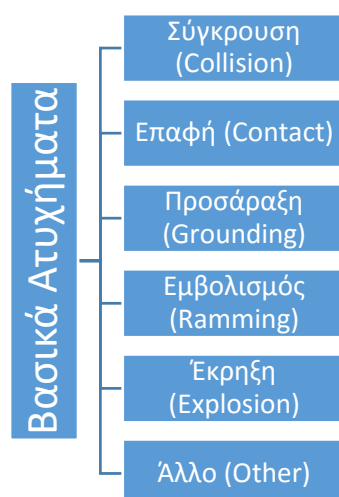 Βασικά Ατυχήματα
Σύγκρουση
(Collision)
Επαφή (Contact)
Προσάραξη
(Grounding)
Εμβολισμός
(Ramming)
Έκρηξη
(Explosion)
Άλλο (Other)